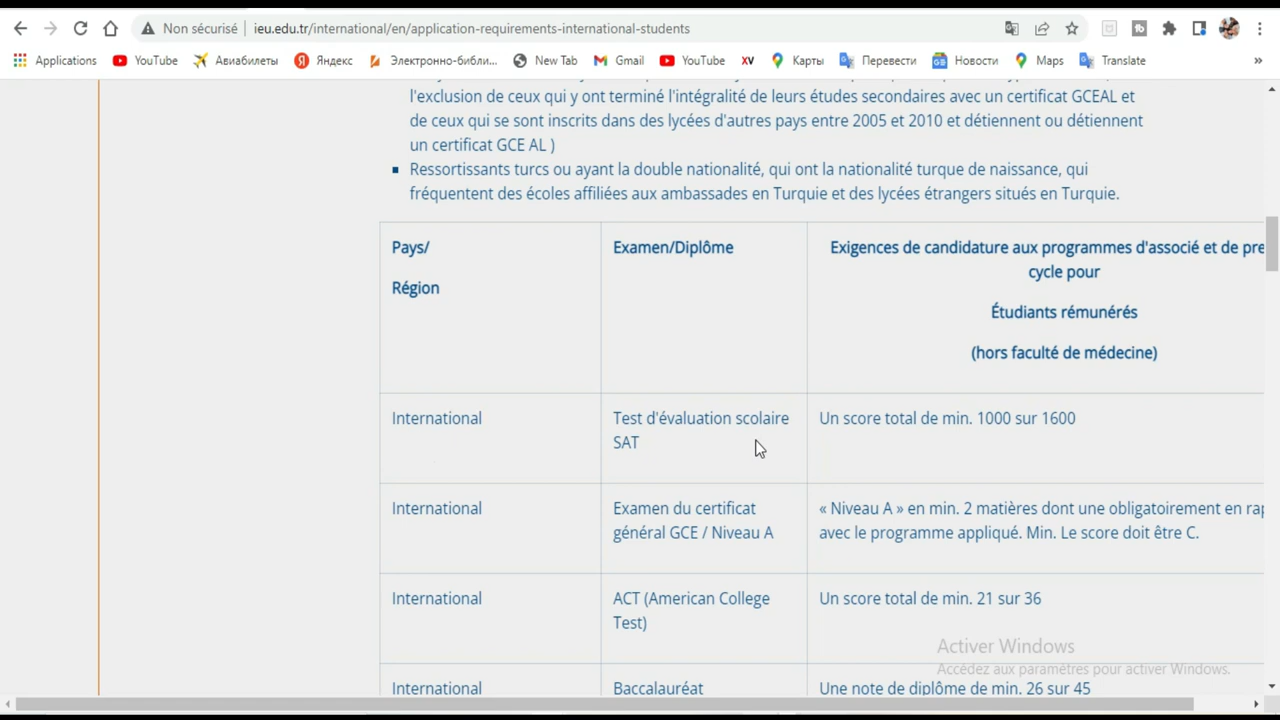 Non sécurisé ieu.edu.tr/international/en/application-requirements-international-students
Applications YouTube Авиабилеты Яндекс Электронно-библи... New Tab Gmail YouTube XV Карты Перевести Новости Maps Translate »
l'exclusion de ceux qui y ont terminé l'intégralité de leurs études secondaires avec un certificat GCEAL et
de ceux qui se sont inscrits dans des lycées d'autres pays entre 2005 et 2010 et détiennent ou détiennent
un certificat GCE AL )
Ressortissants turcs ou ayant la double nationalité, qui ont la nationalité turque de naissance, qui
fréquentent des écoles affiliées aux ambassades en Turquie et des lycées étrangers situés en Turquie.
Pays/
Région
Examen/Diplôme
Exigences de candidature aux programmes d'associé et de pre
cycle pour
Étudiants rémunérés
(hors faculté de médecine)
International
Test d'évaluation scolaire
SAT
Un score total de min. 1000 sur 1600
International
Examen du certificat
général GCE / Niveau A
« Niveau A » en min. 2 matières dont une obligatoirement en rap
avec le programme appliqué. Min. Le score doit être C.
International
ACT (American College
Test)
Un score total de min. 21 sur 36
International
Baccalauréat
Une note de diplôme de min. 26 sur 45
Activer Windows
Accédez aux paramètres pour activer Windows.